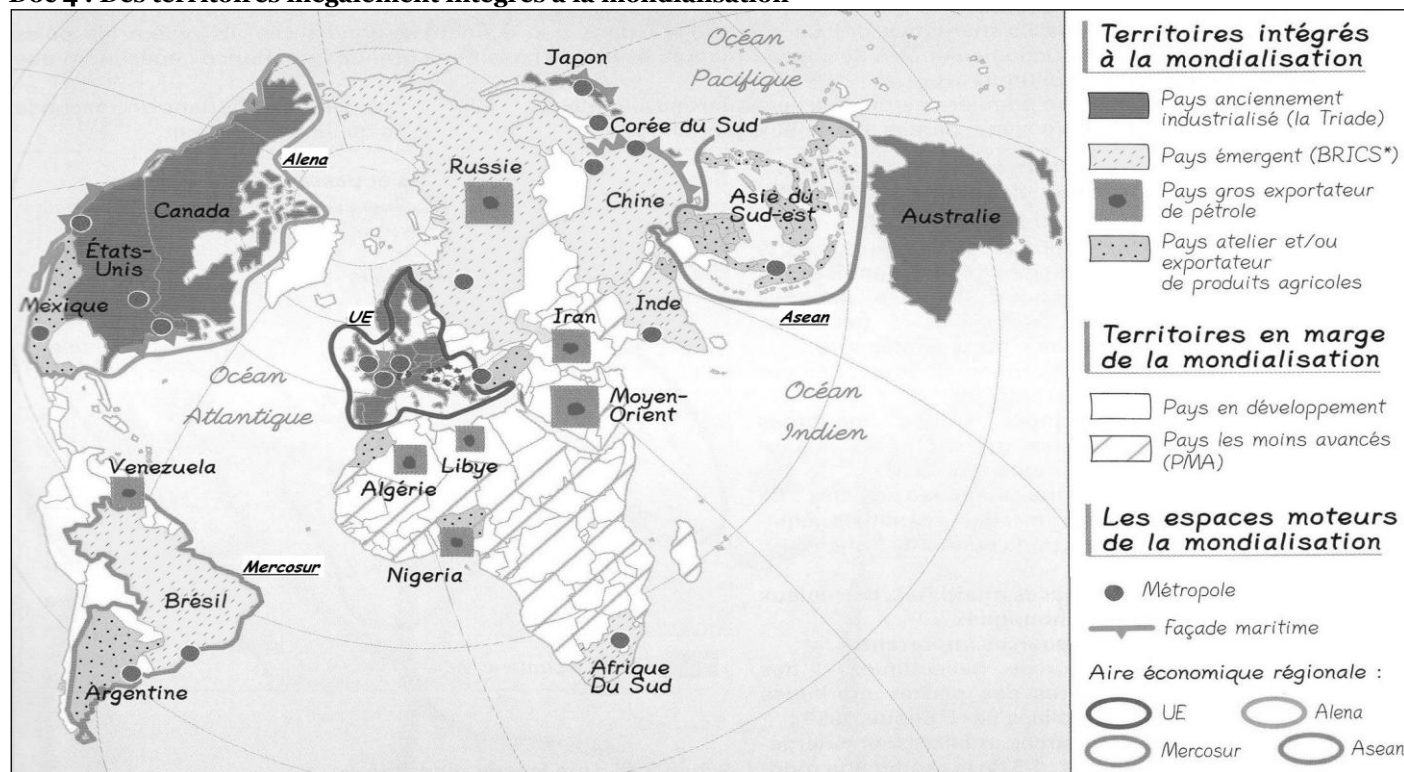 Doc 4 : Des territoires inégalement intégrés à la mondialisation
Océan
Pacifique
Japon
Corée du Sud
Alena
Russie
Canada
Chine
Asie du
Sud-est
Australie
États-
Unis
Mexique
UE
Iran
Inde
Asean
Océan
Atlantique
Moyen-
Orient
Océan
Indien
Venezuela
Algérie
Libye
Mercosur
Nigeria
Brésil
Afrique
Du Sud
Argentine
Territoires intégrés
à la mondialisation
Pays anciennement
industrialisé (la Triade)
Pays émergent (BRICS*)
Pays gros exportateur
de pétrole
Pays atelier et/ou
exportateur
de produits agricoles
Territoires en marge
de la mondialisation
Pays en développement
Pays les moins avancés
(PMA)
Les espaces moteurs
de la mondialisation
Métropole
Façade maritime
Aire économique régionale :
UE
Alena
Mercosur
Asean